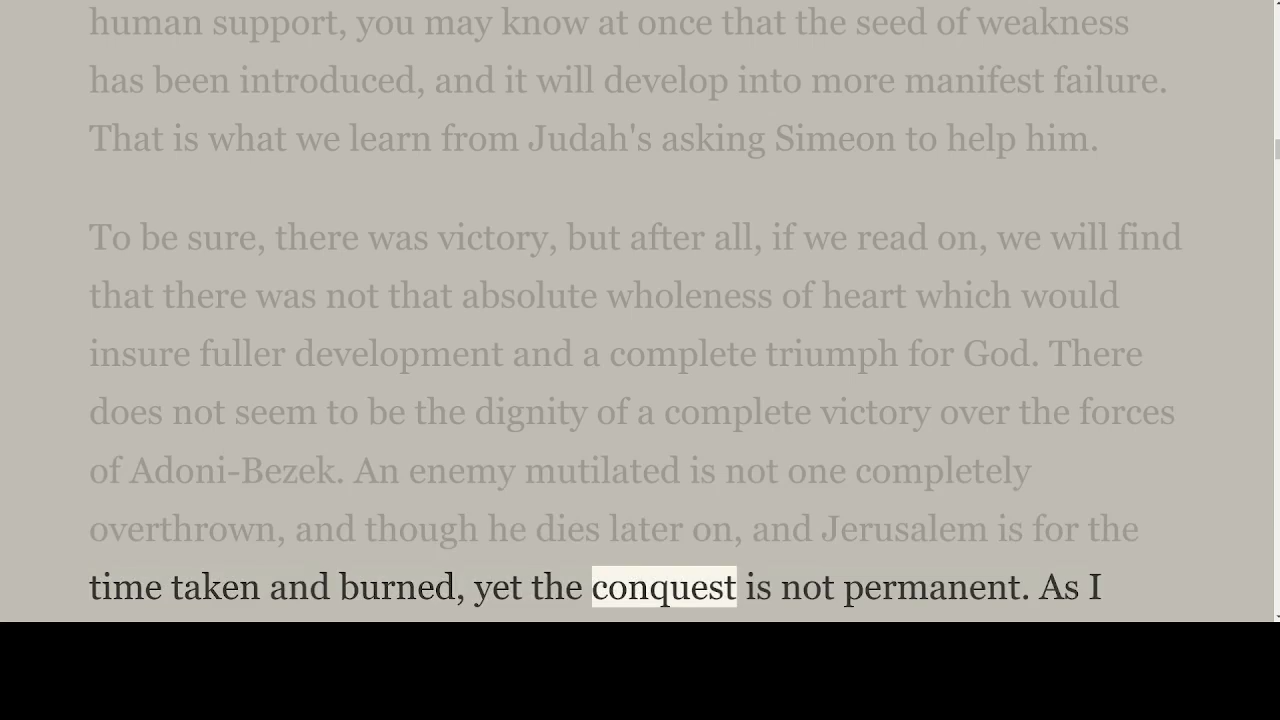 human support, you may know at once that the seed of weakness
has been introduced, and it will develop into more manifest failure.
That is what we learn from Judah's asking Simeon to help him.
To be sure, there was victory, but after all, if we read on, we will find
that there was not that absolute wholeness of heart which would
insure fuller development and a complete triumph for God. There
does not seem to be the dignity of a complete victory over the forces
of Adoni-Bezek. An enemy mutilated is not one completely
overthrown, and though he dies later on, and Jerusalem is for the
time taken and burned, yet the conquest is not permanent. As I